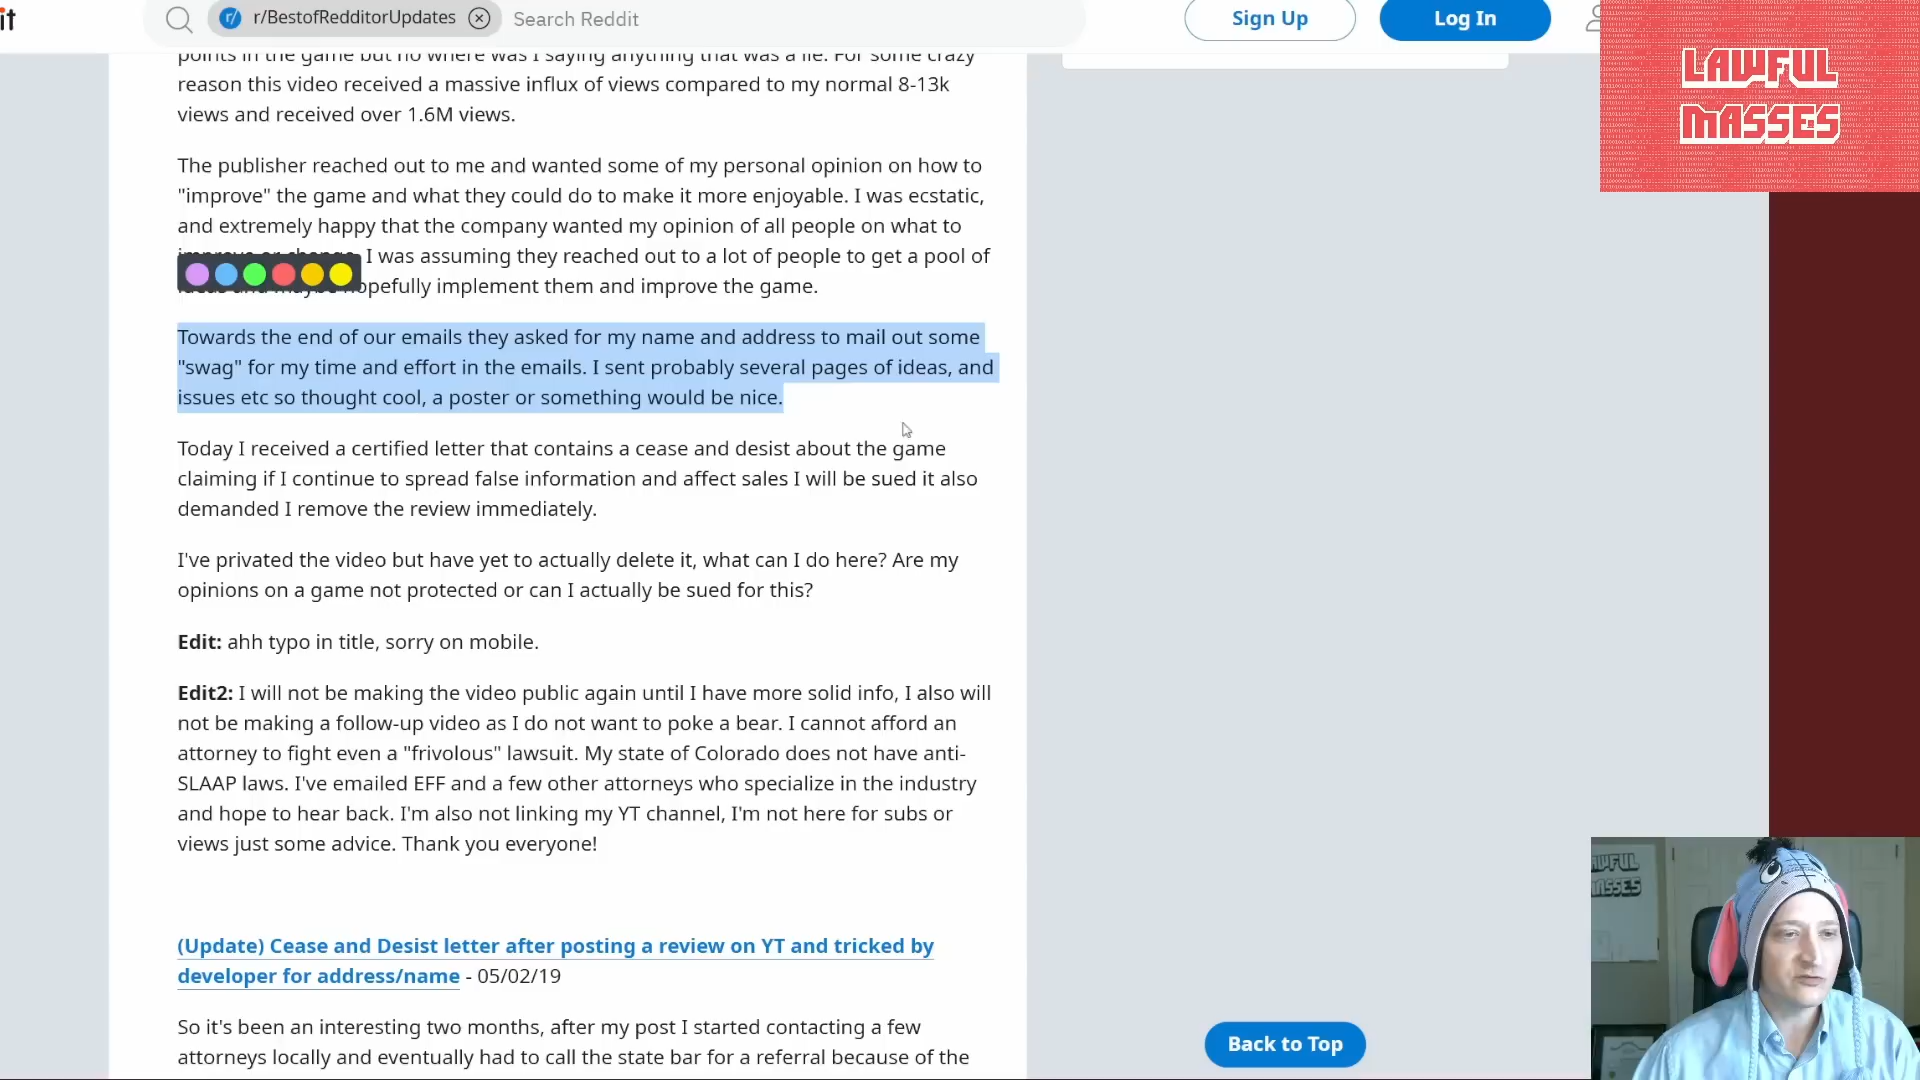 it
r/BestofRedditorUpdates
Search Reddit
Sign Up
Log In
LAWFUL
MASSES
points in the game but no where was I saying anything that was a lie. For some crazy
reason this video received a massive influx of views compared to my normal 8-13k
views and received over 1.6M views.
The publisher reached out to me and wanted some of my personal opinion on how to
"improve" the game and what they could do to make it more enjoyable. I was ecstatic,
and extremely happy that the company wanted my opinion of all people on what to
I was assuming they reached out to a lot of people to get a pool of
hopefully implement them and improve the game.
Towards the end of our emails they asked for my name and address to mail out some
"swag" for my time and effort in the emails. I sent probably several pages of ideas, and
issues etc so thought cool, a poster or something would be nice.
Today I received a certified letter that contains a cease and desist about the game
claiming if I continue to spread false information and affect sales I will be sued it also
demanded I remove the review immediately.
I've privated the video but have yet to actually delete it, what can I do here? Are my
opinions on a game not protected or can I actually be sued for this?
Edit: ahh typo in title, sorry on mobile.
Edit2: I will not be making the video public again until I have more solid info, I also will
not be making a follow-up video as I do not want to poke a bear. I cannot afford an
attorney to fight even a "frivolous" lawsuit. My state of Colorado does not have anti-
SLAAP laws. I've emailed EFF and a few other attorneys who specialize in the industry
and hope to hear back. I'm also not linking my YT channel, I'm not here for subs or
views just some advice. Thank you everyone!
(Update) Cease and Desist letter after posting a review on YT and tricked by
developer for address/name - 05/02/19
So it's been an interesting two months, after my post I started contacting a few
attorneys locally and eventually had to call the state bar for a referral because of the
Back to Top